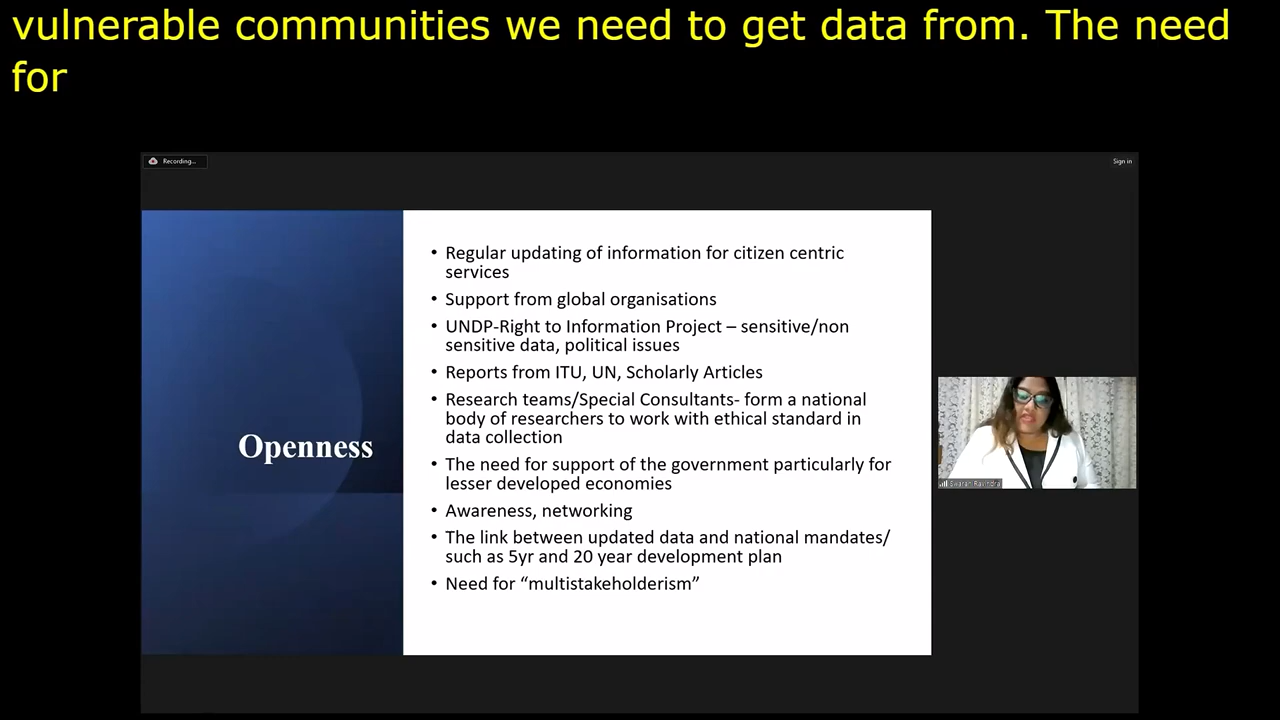 vulnerable communities we need to get data from. The need
for
Recording...
Sign in
• Regular updating of information for citizen centric
services
• Support from global organisations
• UNDP-Right to Information Project – sensitive/non
sensitive data, political issues
• Reports from ITU, UN, Scholarly Articles
• Research teams/Special Consultants- form a national
body of researchers to work with ethical standard in
data collection
• The need for support of the government particularly for
lesser developed economies
• Awareness, networking
• The link between updated data and national mandates/
such as 5yr and 20 year development plan
• Need for “multistakeholderism”
Openness
Swaran Ravindra